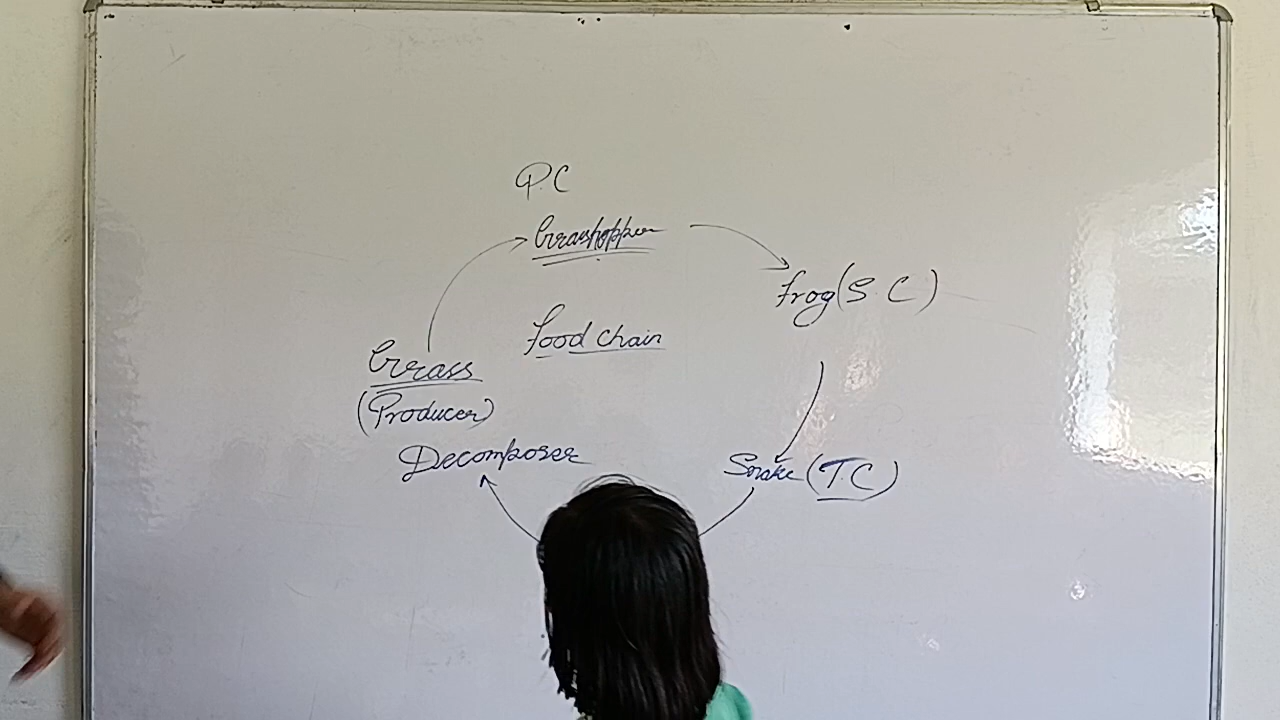 P.C
Grasshopper
Frog (S.C)
Food chain
Grass
(Producer)
Decomposer
Snake (T.C)